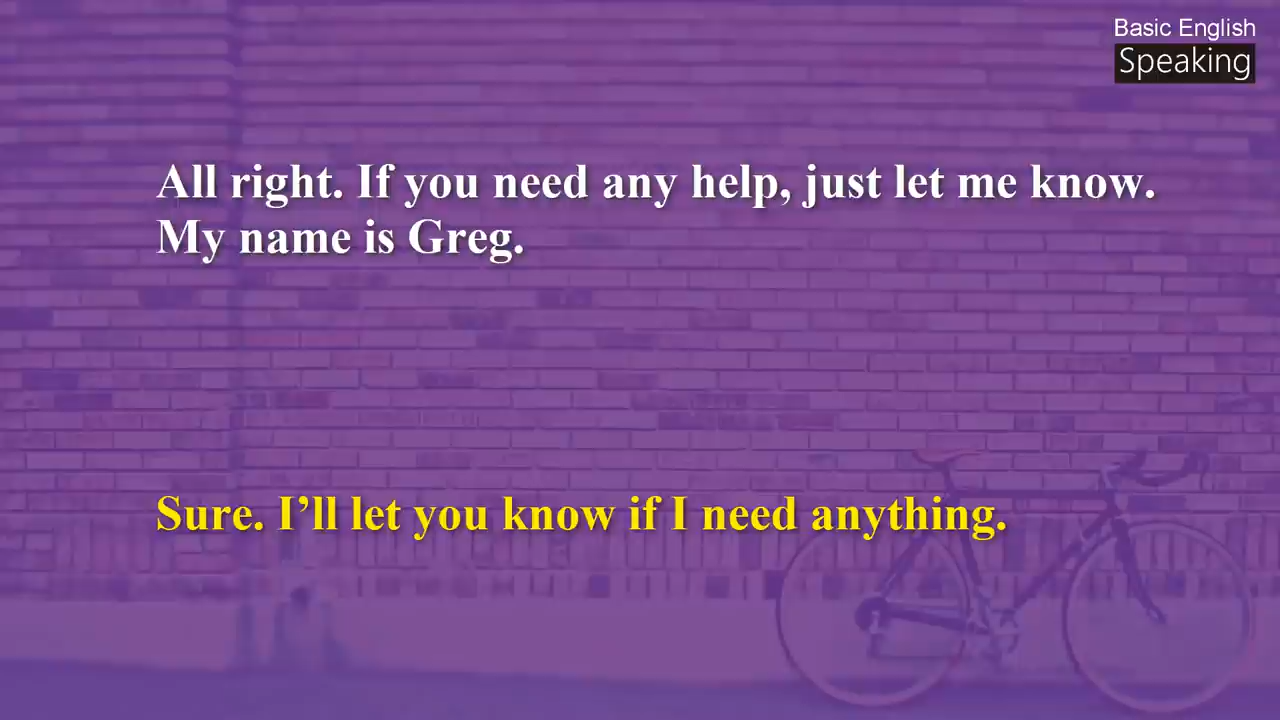 Basic English
Speaking
All right. If you need any help, just let me know.
My name is Greg.
Sure. I’ll let you know if I need anything.